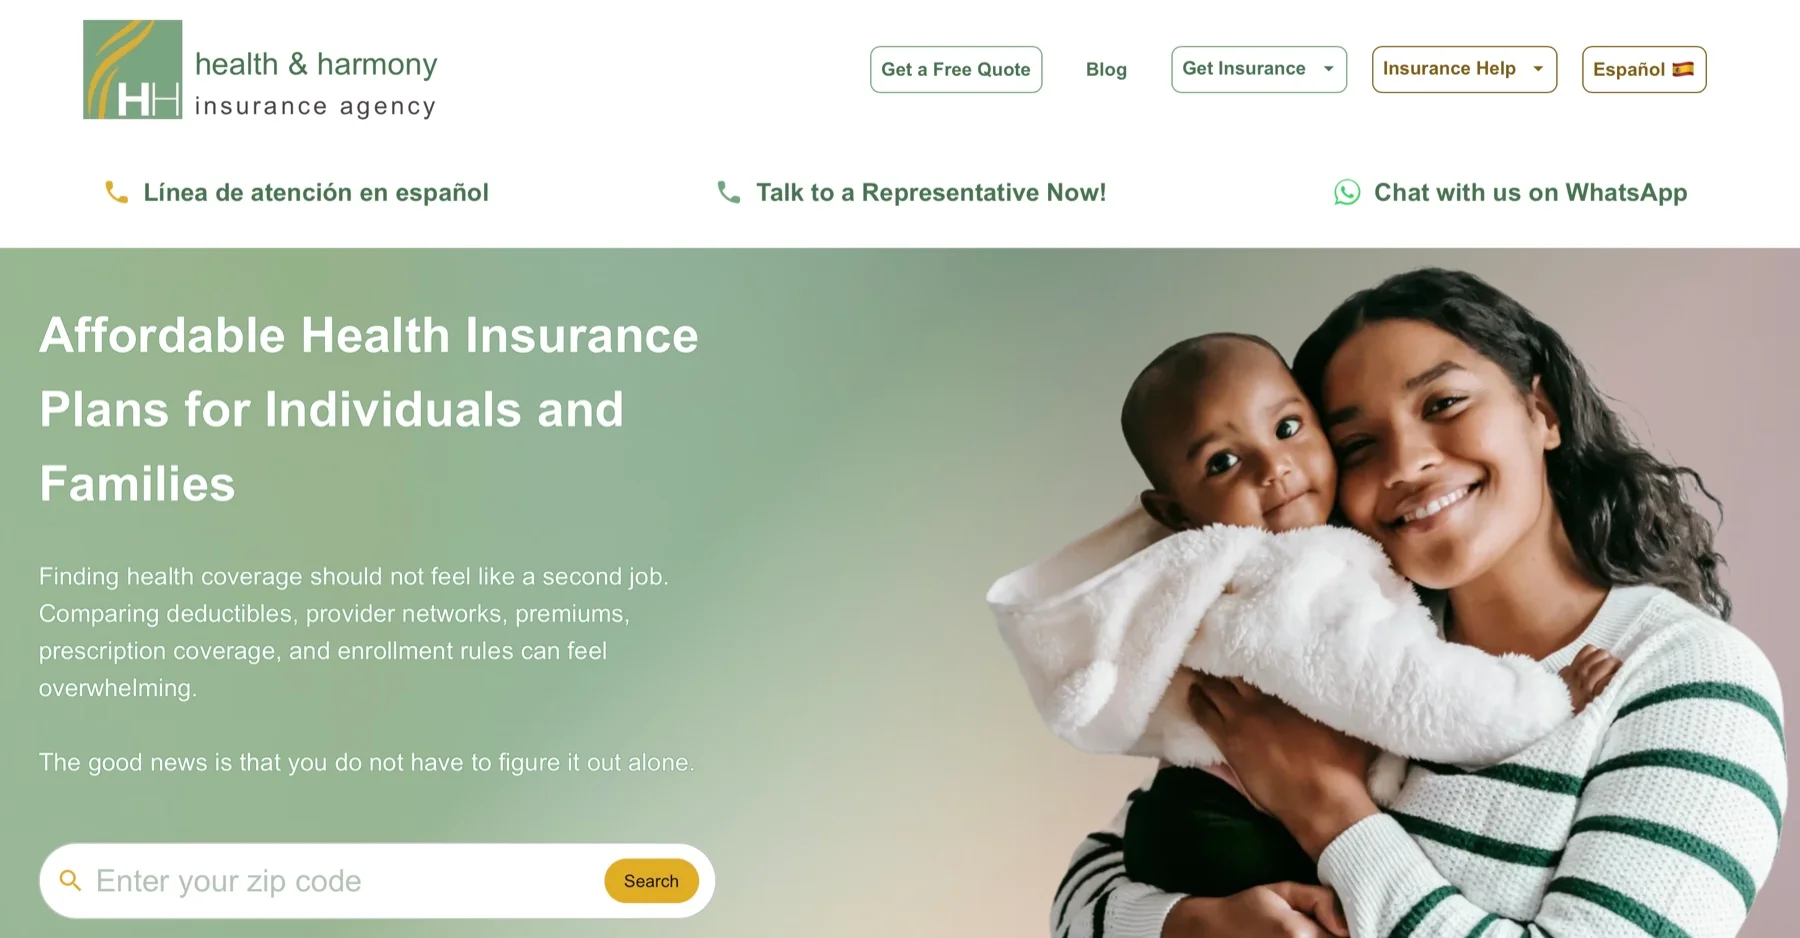 HH
health & harmony
insurance agency
Get a Free Quote
Blog
Get Insurance
Insurance Help
Español
Línea de atención en español
Talk to a Representative Now!
Chat with us on WhatsApp
Affordable Health Insurance
Plans for Individuals and
Families
Finding health coverage should not feel like a second job.
Comparing deductibles, provider networks, premiums,
prescription coverage, and enrollment rules can feel
overwhelming.
The good news is that you do not have to figure it out alone.
Enter your zip code
Search